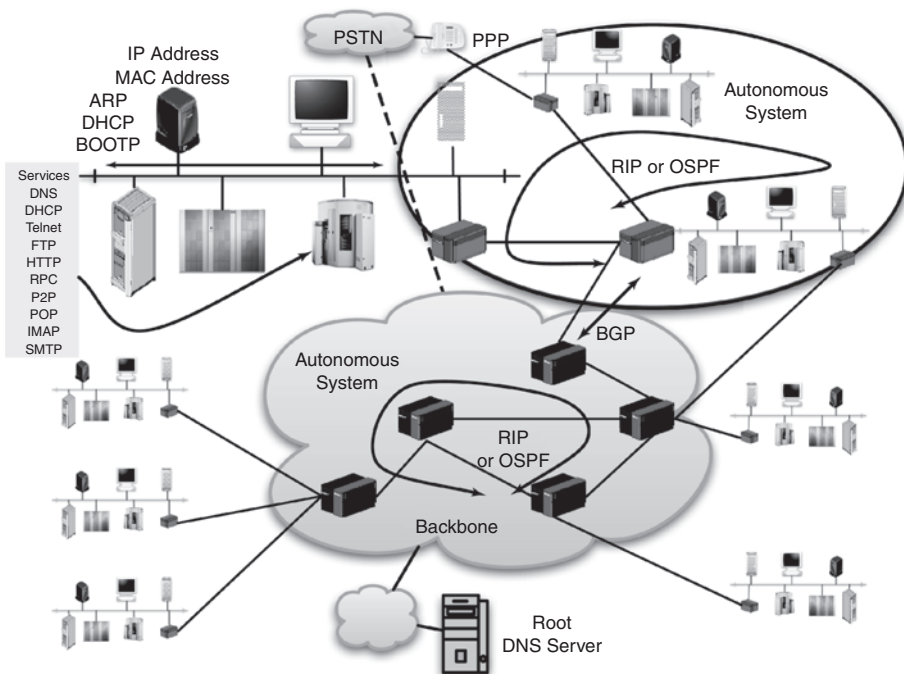 PSTN
PPP
IP Address
MAC Address
ARP
DHCP
BOOTP
Autonomous
System
RIP or OSPF
Services
DNS
DHCP
Telnet
FTP
HTTP
RPC
P2P
POP
IMAP
SMTP
BGP
Autonomous
System
RIP
or OSPF
Backbone
Root
DNS Server